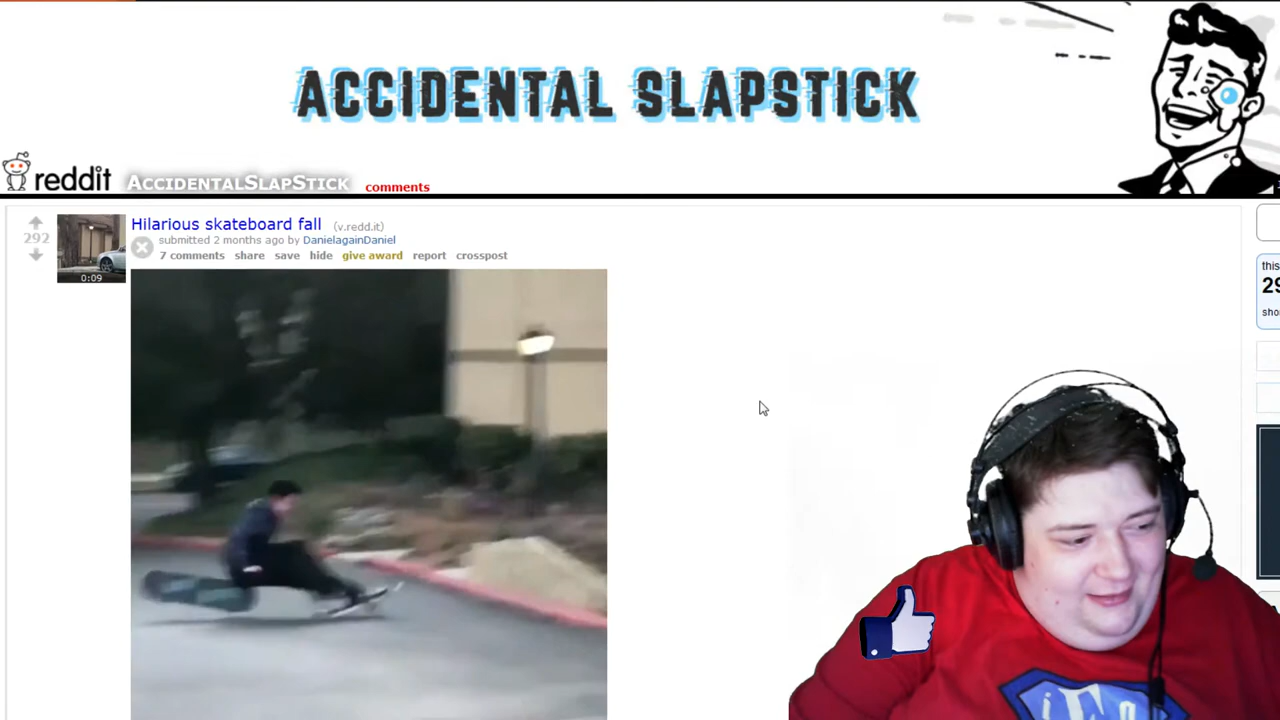 ACCIDENTAL SLAPSTICK
reddit ACCIDENTALSLAPSTICK comments
Hilarious skateboard fall (v.redd.it)
292
submitted 2 months ago by DanielagainDaniel
7 comments share save hide give award report crosspost
0:09
this
29
sho